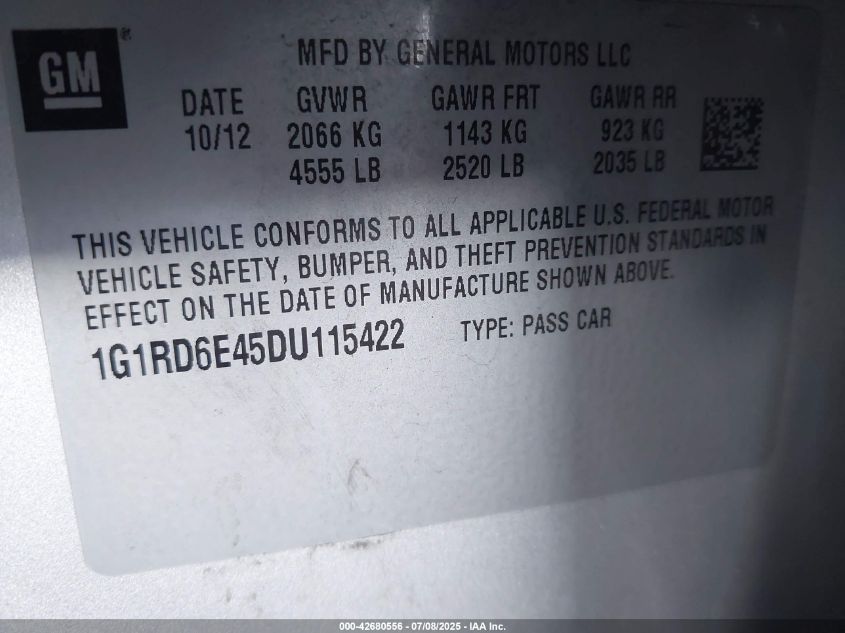 GM®
MFD BY GENERAL MOTORS LLC
DATE GVWR GAWR FRT GAWR RR
10/12 2066 KG 1143 KG 923 KG
4555 LB 2520 LB 2035 LB
THIS VEHICLE CONFORMS TO ALL APPLICABLE U.S. FEDERAL MOTOR
VEHICLE SAFETY, BUMPER, AND THEFT PREVENTION STANDARDS IN
EFFECT ON THE DATE OF MANUFACTURE SHOWN ABOVE.
1G1RD6E45DU115422 TYPE: PASS CAR
000-42680556 - 07/08/2025 - IAA Inc.